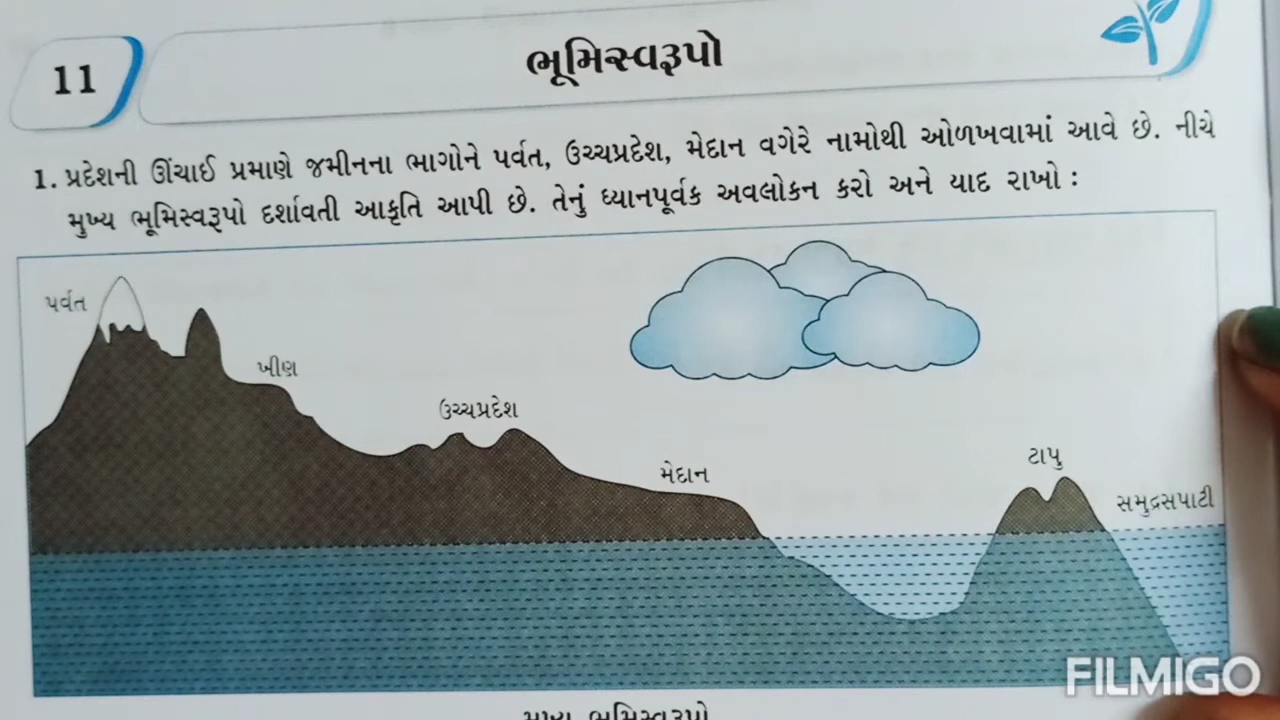 11
ભૂમિસ્વરૂપો
1. પ્રદેશની ઊંચાઈ પ્રમાણે જમીનના ભાગોને પર્વત, ઉચ્ચપ્રદેશ, મેદાન વગેરે નામોથી ઓળખવામાં આવે છે. નીચે
મુખ્ય ભૂમિસ્વરૂપો દર્શાવતી આકૃતિ આપી છે. તેનું ધ્યાનપૂર્વક અવલોકન કરો અને યાદ રાખો :
પર્વત
ખીણ
ઉચ્ચપ્રદેશ
મેદાન
ટાપુ
સમુદ્રસપાટી
મુખ્ય ભૂમિસ્વરૂપો
FILMIGO